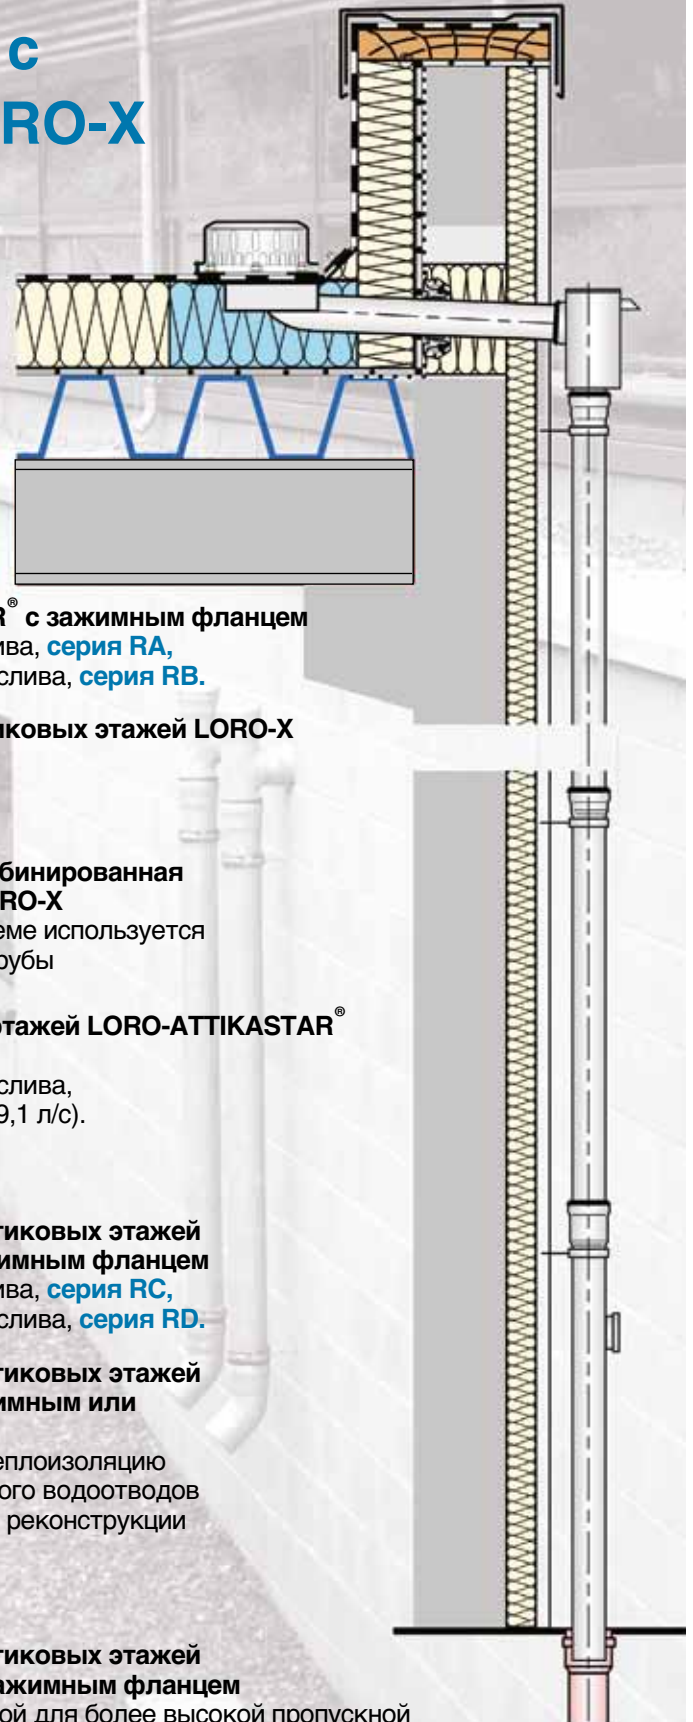 с
RO-X
R® с зажимным фланцем
ива, серия RA,
слива, серия RB.
иковых этажей LORO-X
бинированная
RO-X
еме используется
рубы
этажей LORO-ATTIKASTAR®
слива,
9,1 л/с).
тиковых этажей
имным фланцем
ива, серия RC,
слива, серия RD.
тиковых этажей
имным или
еплоизоляцию
ного водоотводов
реконструкции
тиковых этажей
ажимным фланцем
ой для более высокой пропускной